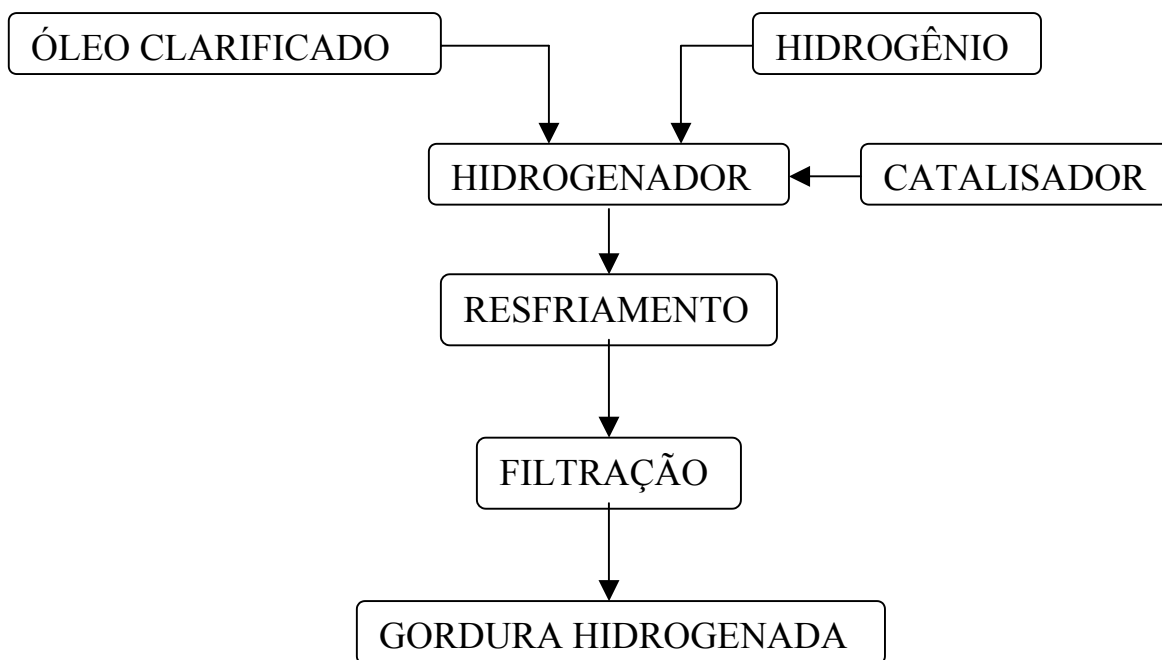 ÓLEO CLARIFICADO
HIDROGÊNIO
HIDROGENADOR
CATALISADOR
RESFRIAMENTO
FILTRAÇÃO
GORDURA HIDROGENADA